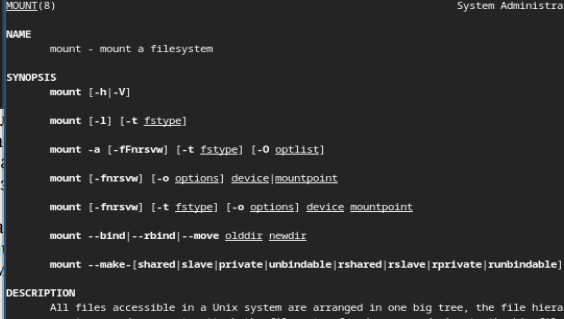 MOUNT(8) System Administra
NAME
mount - mount a filesystem
SYNOPSIS
mount [-h|-V]
mount [-l] [-t fstype]
mount -a [-fFnrsvw] [-t fstype] [-O optlist]
mount [-fnrsvw] [-o options] device|mountpoint
mount [-fnrsvw] [-t fstype] [-o options] device mountpoint
mount --bind|--rbind|--move olddir newdir
mount --make-[shared|slave|private|unbindable|rshared|rslave|rprivate|runbindable]
DESCRIPTION
All files accessible in a Unix system are arranged in one big tree, the file hiera